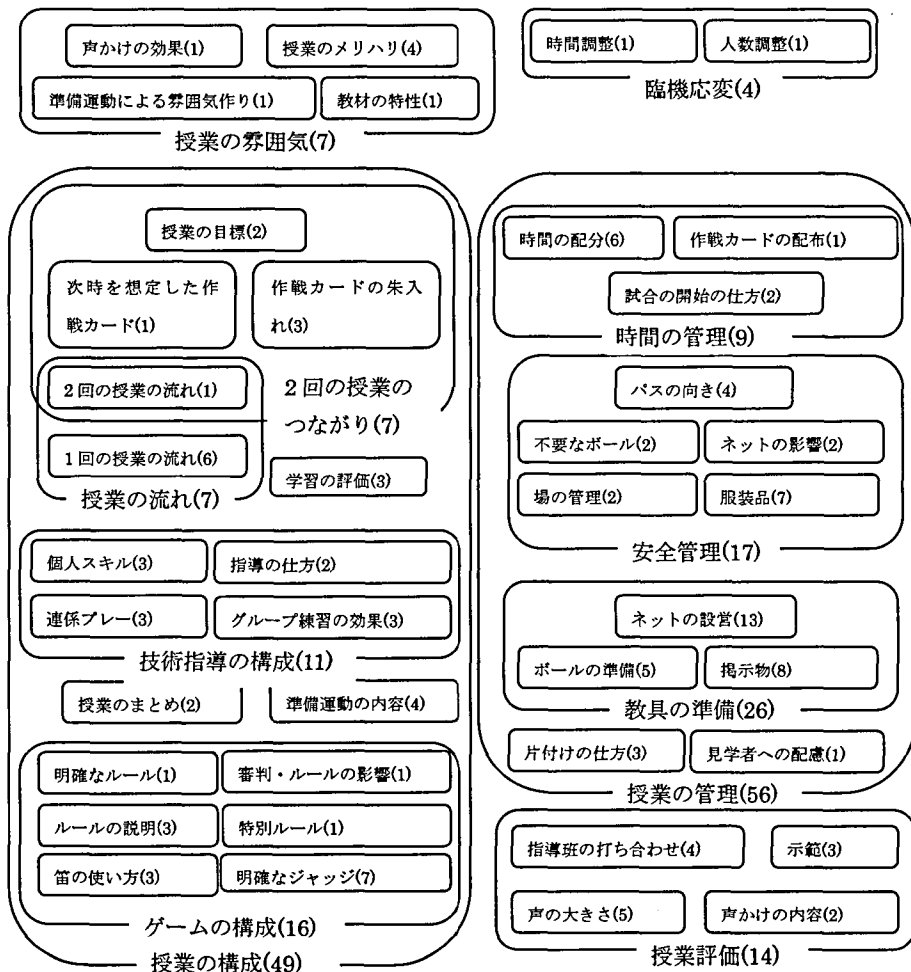 声かけの効果(1)
授業のメリハリ(4)
準備運動による雰囲気作り(1)
教材の特性(1)
授業の雰囲気(7)
時間調整(1)
人数調整(1)
臨機応変(4)
授業の目標(2)
次時を想定した作
戦カード(1)
作戦カードの朱入
れ(3)
2回の授業の流れ(1)
2回の授業の
つながり(7)
1回の授業の流れ(6)
授業の流れ(7)
学習の評価(3)
個人スキル(3)
指導の仕方(2)
連係プレー(3)
グループ練習の効果(3)
技術指導の構成(11)
授業のまとめ(2)
準備運動の内容(4)
明確なルール(1)
審判・ルールの影響(1)
ルールの説明(3)
特別ルール(1)
笛の使い方(3)
明確なジャッジ(7)
ゲームの構成(16)
授業の構成(49)
時間の配分(6)
作戦カードの配布(1)
試合の開始の仕方(2)
時間の管理(9)
パスの向き(4)
不要なボール(2)
ネットの影響(2)
場の管理(2)
服装品(7)
安全管理(17)
ネットの設営(13)
ボールの準備(5)
掲示物(8)
教具の準備(26)
片付けの仕方(3)
見学者への配慮(1)
授業の管理(56)
指導班の打ち合わせ(4)
示範(3)
声の大きさ(5)
声かけの内容(2)
授業評価(14)